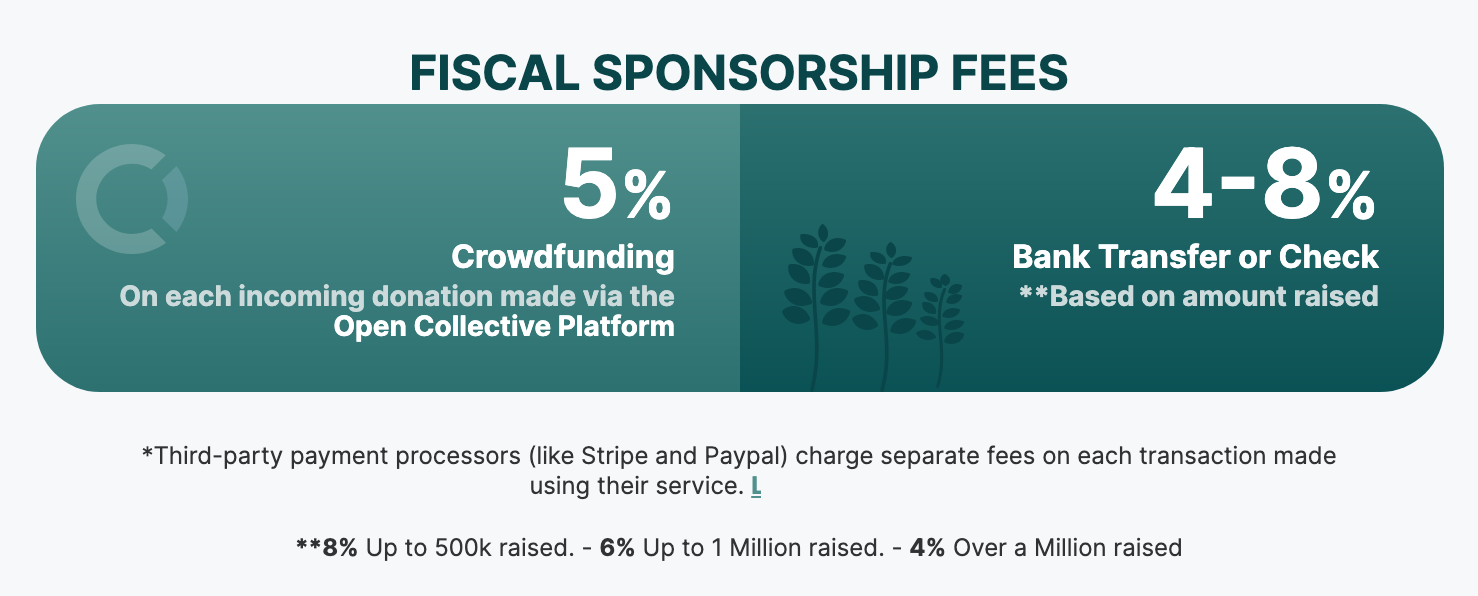 FISCAL SPONSORSHIP FEES
5%
Crowdfunding
On each incoming donation made via the
Open Collective Platform
4-8%
Bank Transfer or Check
**Based on amount raised
*Third-party payment processors (like Stripe and Paypal) charge separate fees on each transaction made
using their service. L
**8% Up to 500k raised. - 6% Up to 1 Million raised. - 4% Over a Million raised